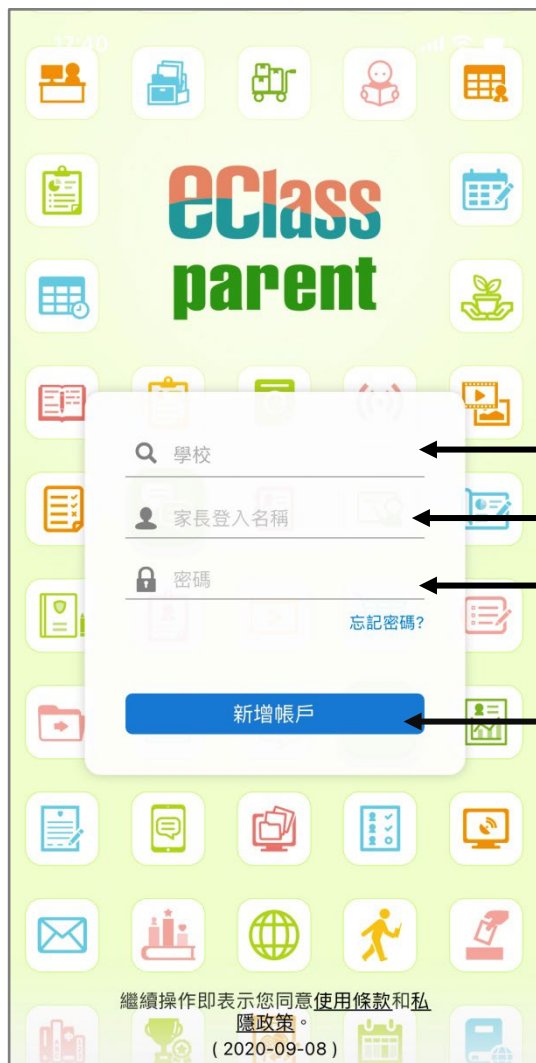 17:40
eClass
parent
學校
家長登入名稱
密碼
忘記密碼?
新增帳戶
繼續操作即表示您同意使用條款和私
隱政策。
( 2020-09-08 )